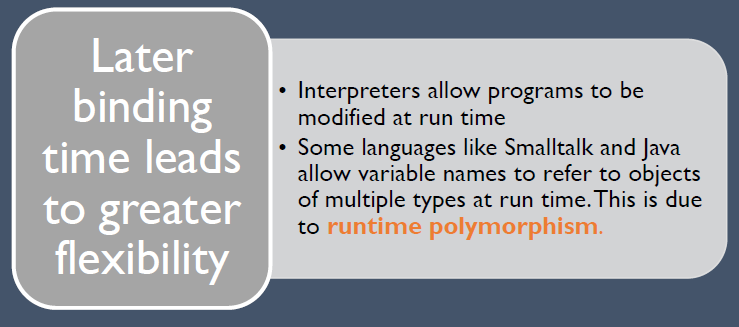 Later
binding
time leads
to greater
flexibility
• Interpreters allow programs to be
modified at run time
• Some languages like Smalltalk and Java
allow variable names to refer to objects
of multiple types at run time. This is due
to runtime polymorphism.